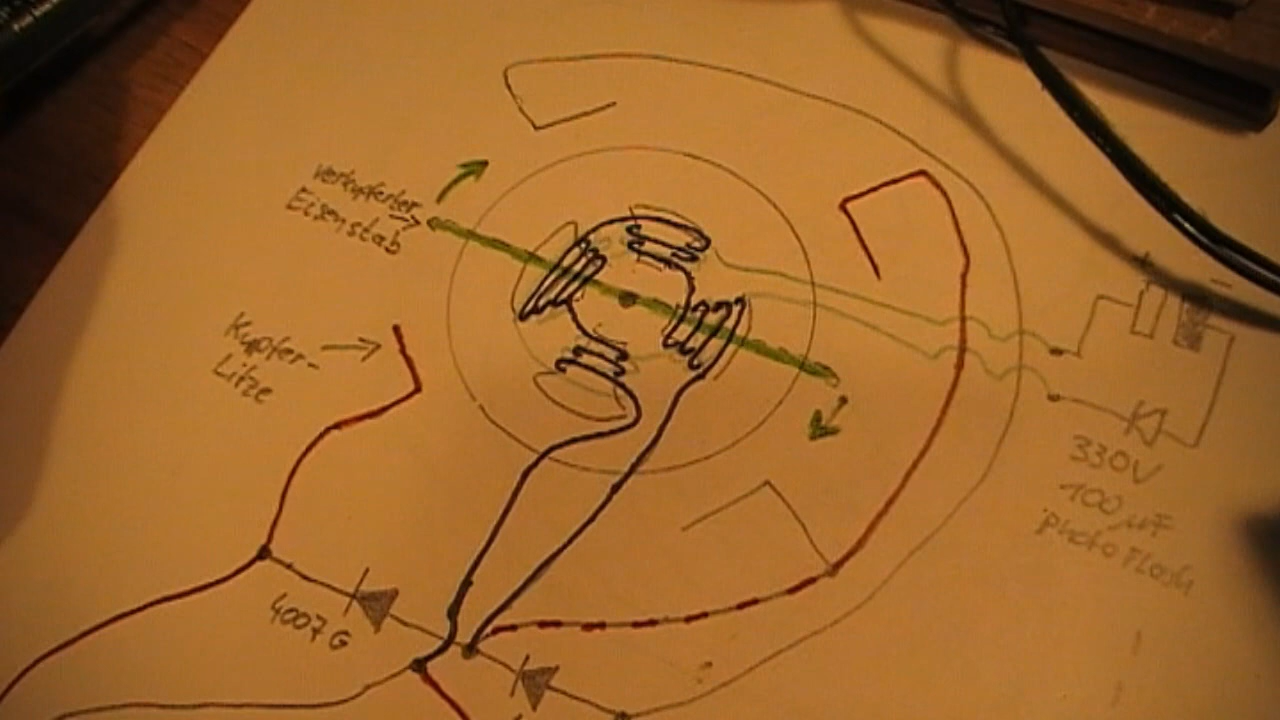 verkupferter
Eisenstab
Kupfer-
Litze
4007 G
+ -
330V
100 µF
Photo Flash